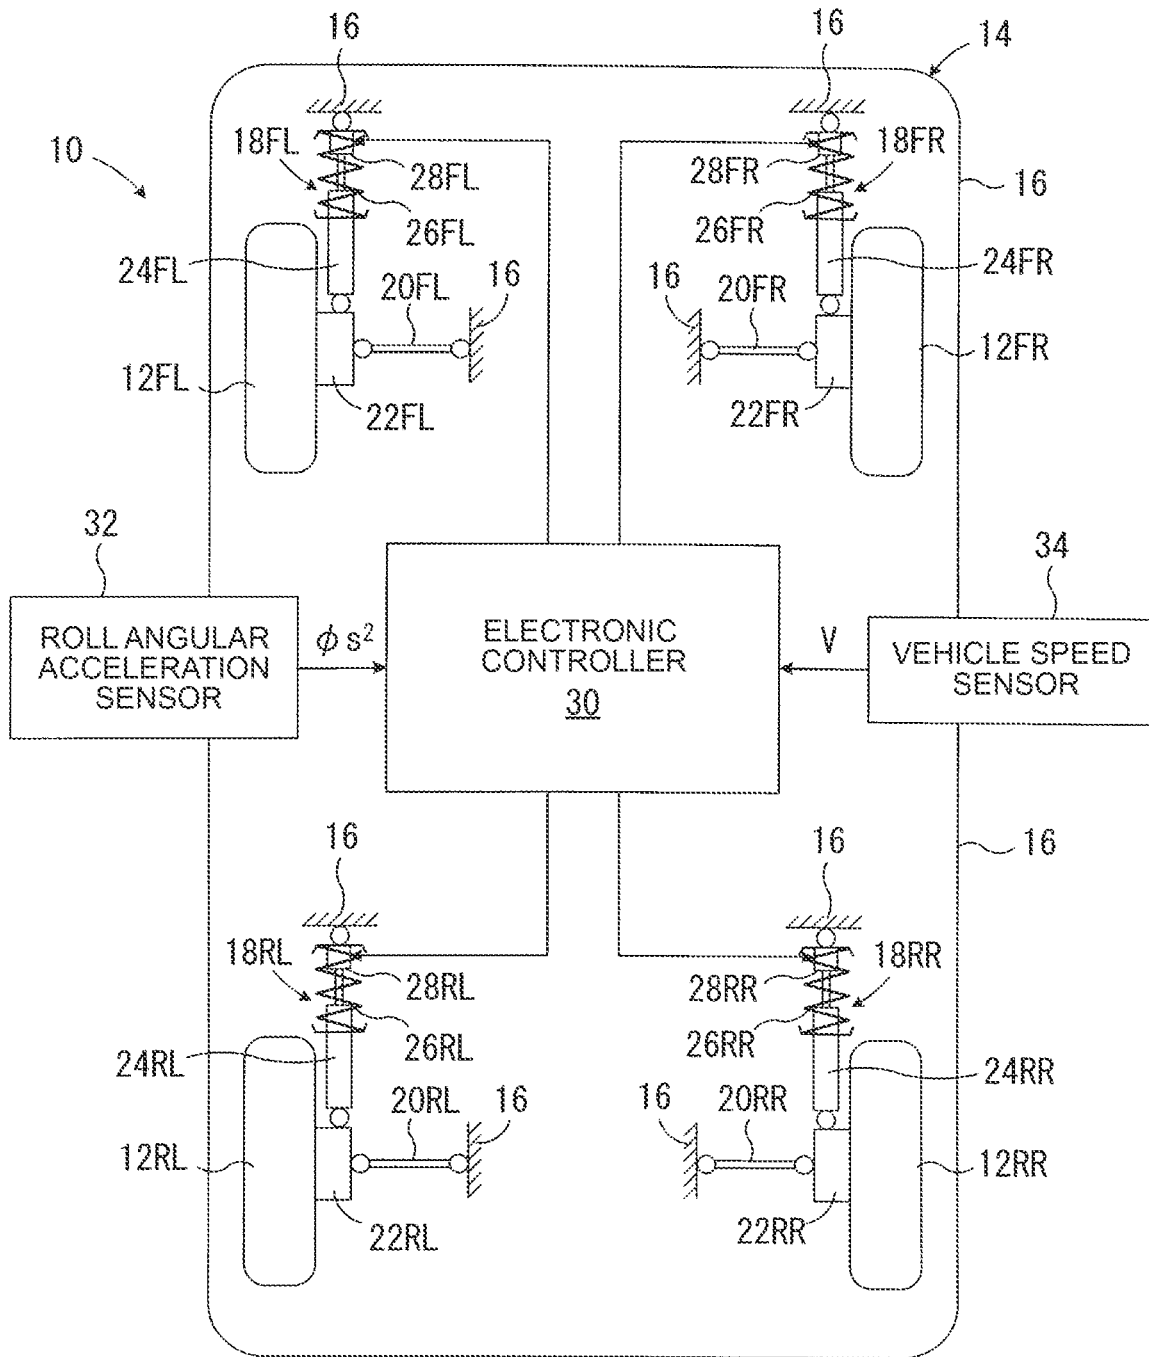 16
16
14
10
18FL
28FL
26FL
28FR
26FR
18FR
16
24FL
20FL
16
16
20FR
24FR
12FL
22FL
22FR
12FR
32
34
ROLL ANGULAR
ACCELERATION
SENSOR
ϕ s²
ELECTRONIC
CONTROLLER
30
V
VEHICLE SPEED
SENSOR
16
16
16
18RL
28RL
26RL
28RR
26RR
18RR
24RL
20RL
16
16
20RR
24RR
12RL
22RL
22RR
12RR